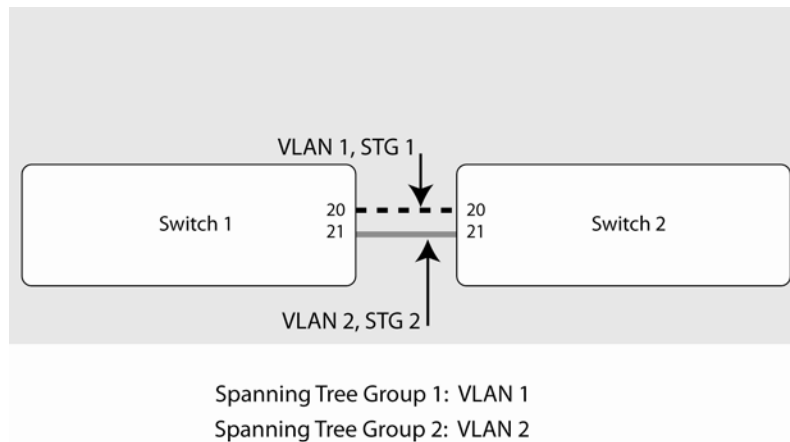 VLAN 1, STG 1
Switch 1
20
20
21
21
Switch 2
VLAN 2, STG 2
Spanning Tree Group 1: VLAN 1
Spanning Tree Group 2: VLAN 2